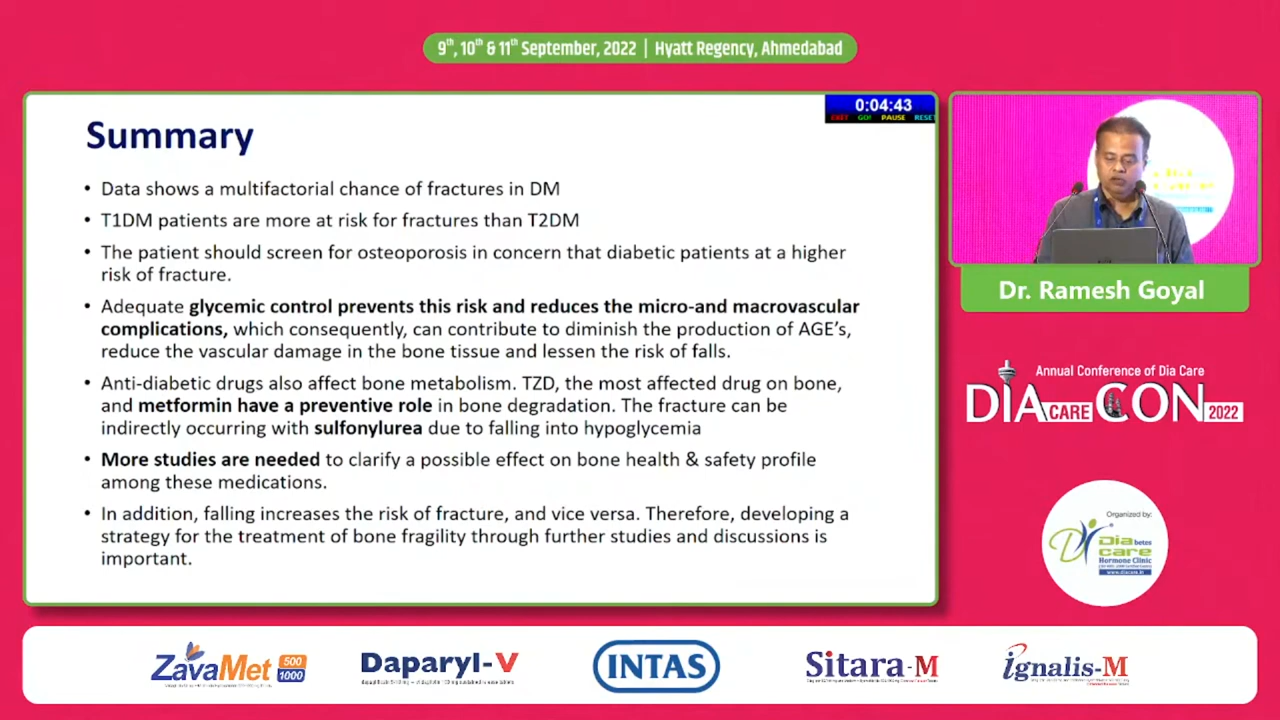 9th, 10th & 11th September, 2022 | Hyatt Regency, Ahmedabad
0:04:43
EXIT GO! PAUSE RESET
Summary
• Data shows a multifactorial chance of fractures in DM
• T1DM patients are more at risk for fractures than T2DM
• The patient should screen for osteoporosis in concern that diabetic patients at a higher
risk of fracture.
• Adequate glycemic control prevents this risk and reduces the micro-and macrovascular
complications, which consequently, can contribute to diminish the production of AGE's,
reduce the vascular damage in the bone tissue and lessen the risk of falls.
• Anti-diabetic drugs also affect bone metabolism. TZD, the most affected drug on bone,
and metformin have a preventive role in bone degradation. The fracture can be
indirectly occurring with sulfonylurea due to falling into hypoglycemia
• More studies are needed to clarify a possible effect on bone health & safety profile
among these medications.
• In addition, falling increases the risk of fracture, and vice versa. Therefore, developing a
strategy for the treatment of bone fragility through further studies and discussions is
important.
Dr. Ramesh Goyal
Annual Conference of Dia Care
DIA CARE CON 2022
Organized by:
Diabetes
care
Hormone Clinic
www.diacare.in
ZavaMet 500
1000
Daparyl-V
INTAS
Sitara-M
ignalis-M